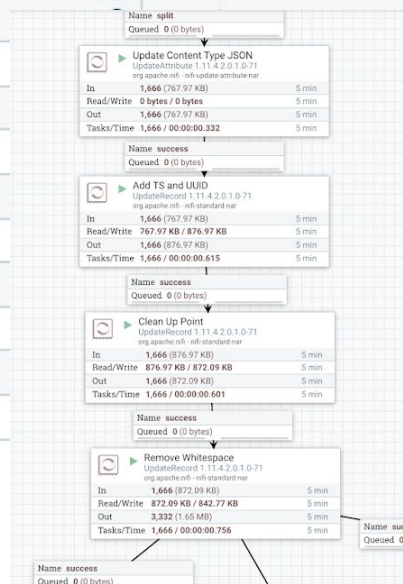 Name split
Queued 0 (0 bytes)
Update Content Type JSON
UpdateAttribute 1.11.4.2.0.1.0-71
org.apache.nifi - nifi-update-attribute-nar
In 1,666 (767.97 KB) 5 min
Read/Write 0 bytes / 0 bytes 5 min
Out 1,666 (767.97 KB) 5 min
Tasks/Time 1,666 / 00:00:00.332 5 min
Name success
Queued 0 (0 bytes)
Add TS and UUID
UpdateRecord 1.11.4.2.0.1.0-71
org.apache.nifi - nifi-standard-nar
In 1,666 (767.97 KB) 5 min
Read/Write 767.97 KB / 876.97 KB 5 min
Out 1,666 (876.97 KB) 5 min
Tasks/Time 1,666 / 00:00:00.615 5 min
Name success
Queued 0 (0 bytes)
Clean Up Point
UpdateRecord 1.11.4.2.0.1.0-71
org.apache.nifi - nifi-standard-nar
In 1,666 (876.97 KB) 5 min
Read/Write 876.97 KB / 872.09 KB 5 min
Out 1,666 (872.09 KB) 5 min
Tasks/Time 1,666 / 00:00:00.601 5 min
Name success
Queued 0 (0 bytes)
Remove Whitespace
UpdateRecord 1.11.4.2.0.1.0-71
org.apache.nifi - nifi-standard-nar
In 1,666 (872.09 KB) 5 min
Read/Write 872.09 KB / 842.77 KB 5 min
Out 3,332 (1.65 MB) 5 min
Tasks/Time 1,666 / 00:00:00.756 5 min
Name
Queued 0
Name success
Queued 0 (0 bytes)